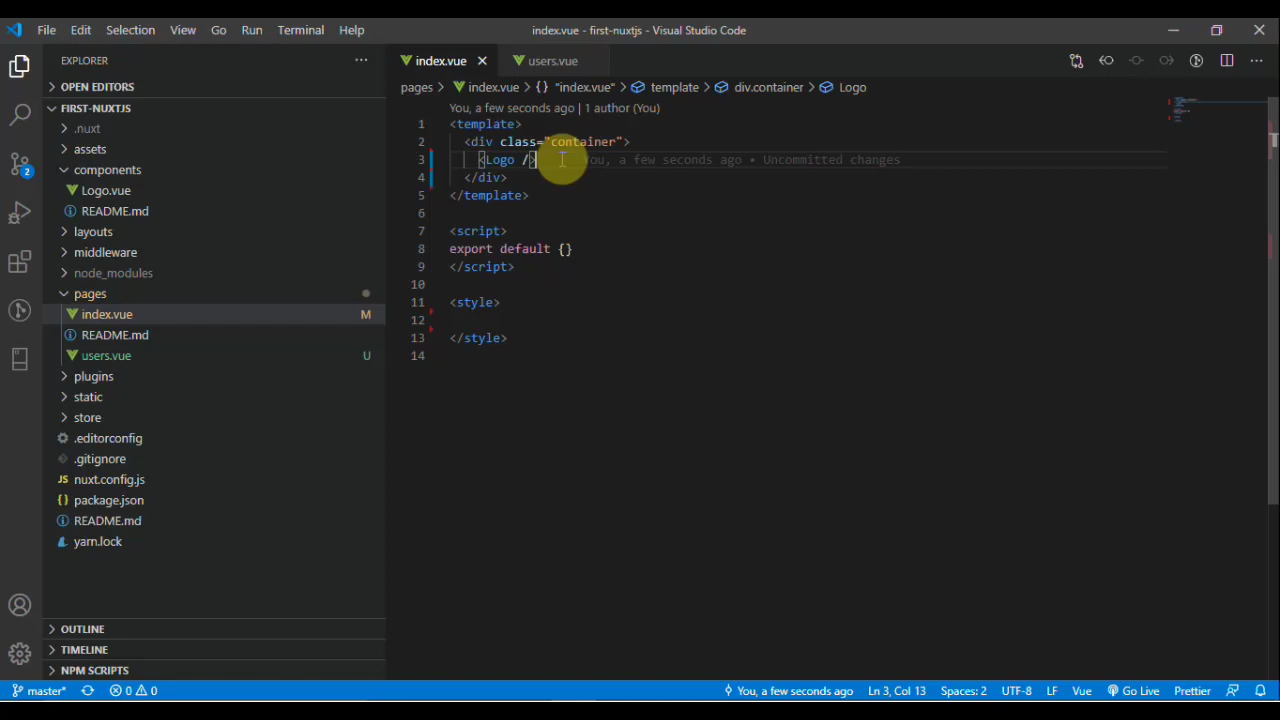 File Edit Selection View Go Run Terminal Help index.vue - first-nuxtjs - Visual Studio Code
EXPLORER
OPEN EDITORS
FIRST-NUXTJS
.nuxt
assets
components
Logo.vue
README.md
layouts
middleware
node_modules
pages
index.vue M
README.md
users.vue U
plugins
static
store
.editorconfig
.gitignore
JS nuxt.config.js
{} package.json
README.md
yarn.lock
OUTLINE
TIMELINE
NPM SCRIPTS
2
index.vue users.vue
pages > index.vue > {} "index.vue" > template > div.container > Logo
You, a few seconds ago | 1 author (You)
1 <template>
2 <div class="container">
3 <Logo /> You, a few seconds ago • Uncommitted changes
4 </div>
5 </template>
6
7 <script>
8 export default {}
9 </script>
10
11 <style>
12
13 </style>
14
master* 0 0 You, a few seconds ago Ln 3, Col 13 Spaces: 2 UTF-8 LF Vue Go Live Prettier